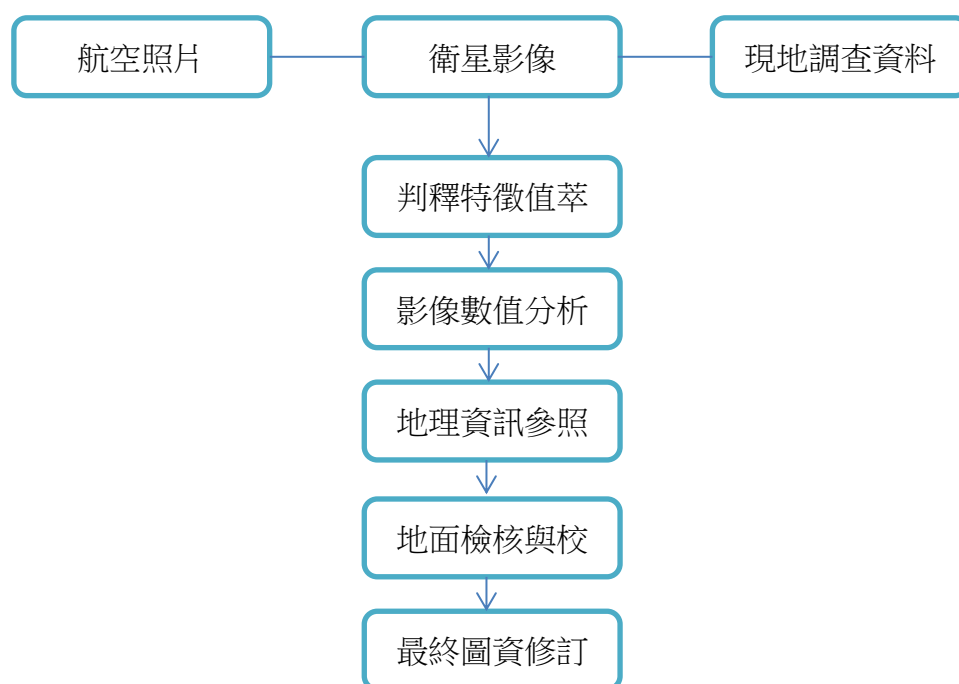 航空照片
衛星影像
現地調查資料
判釋特徵值萃
影像數值分析
地理資訊參照
地面檢核與校
最終圖資修訂